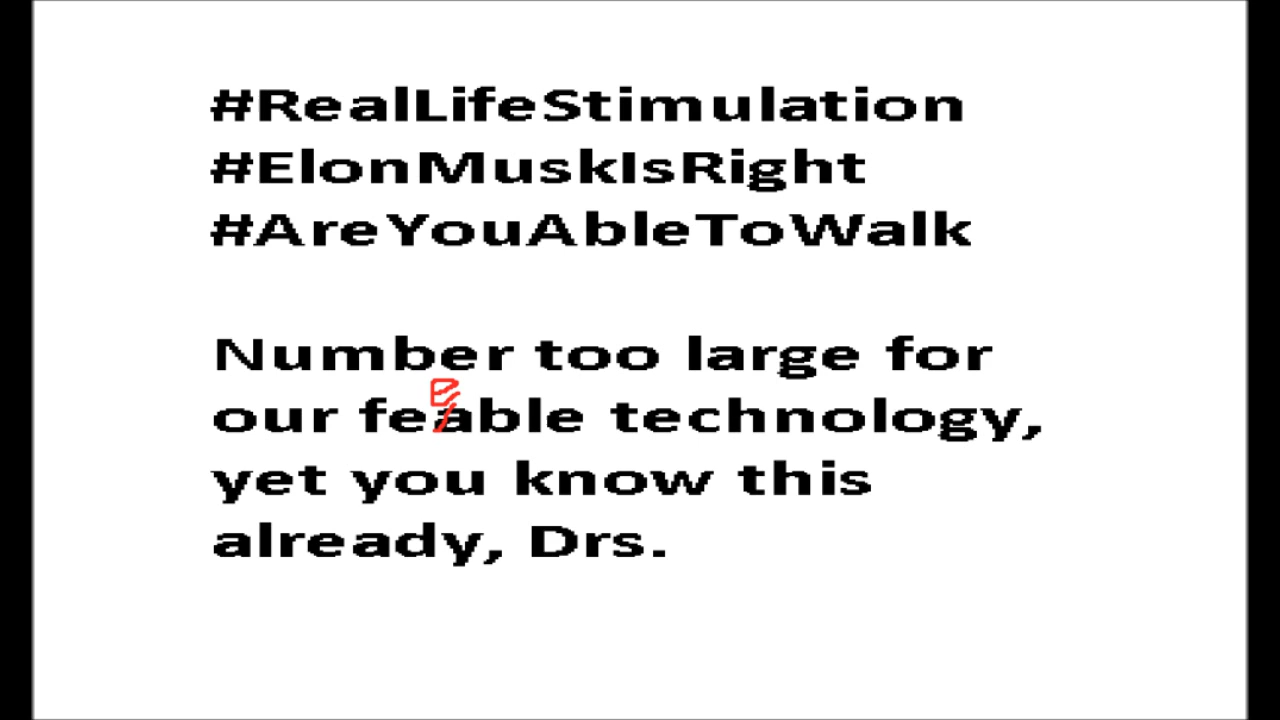 #RealLifeStimulation
#ElonMuskIsRight
#AreYouAbleToWalk
Number too large for
our feable technology,
yet you know this
already, Drs.